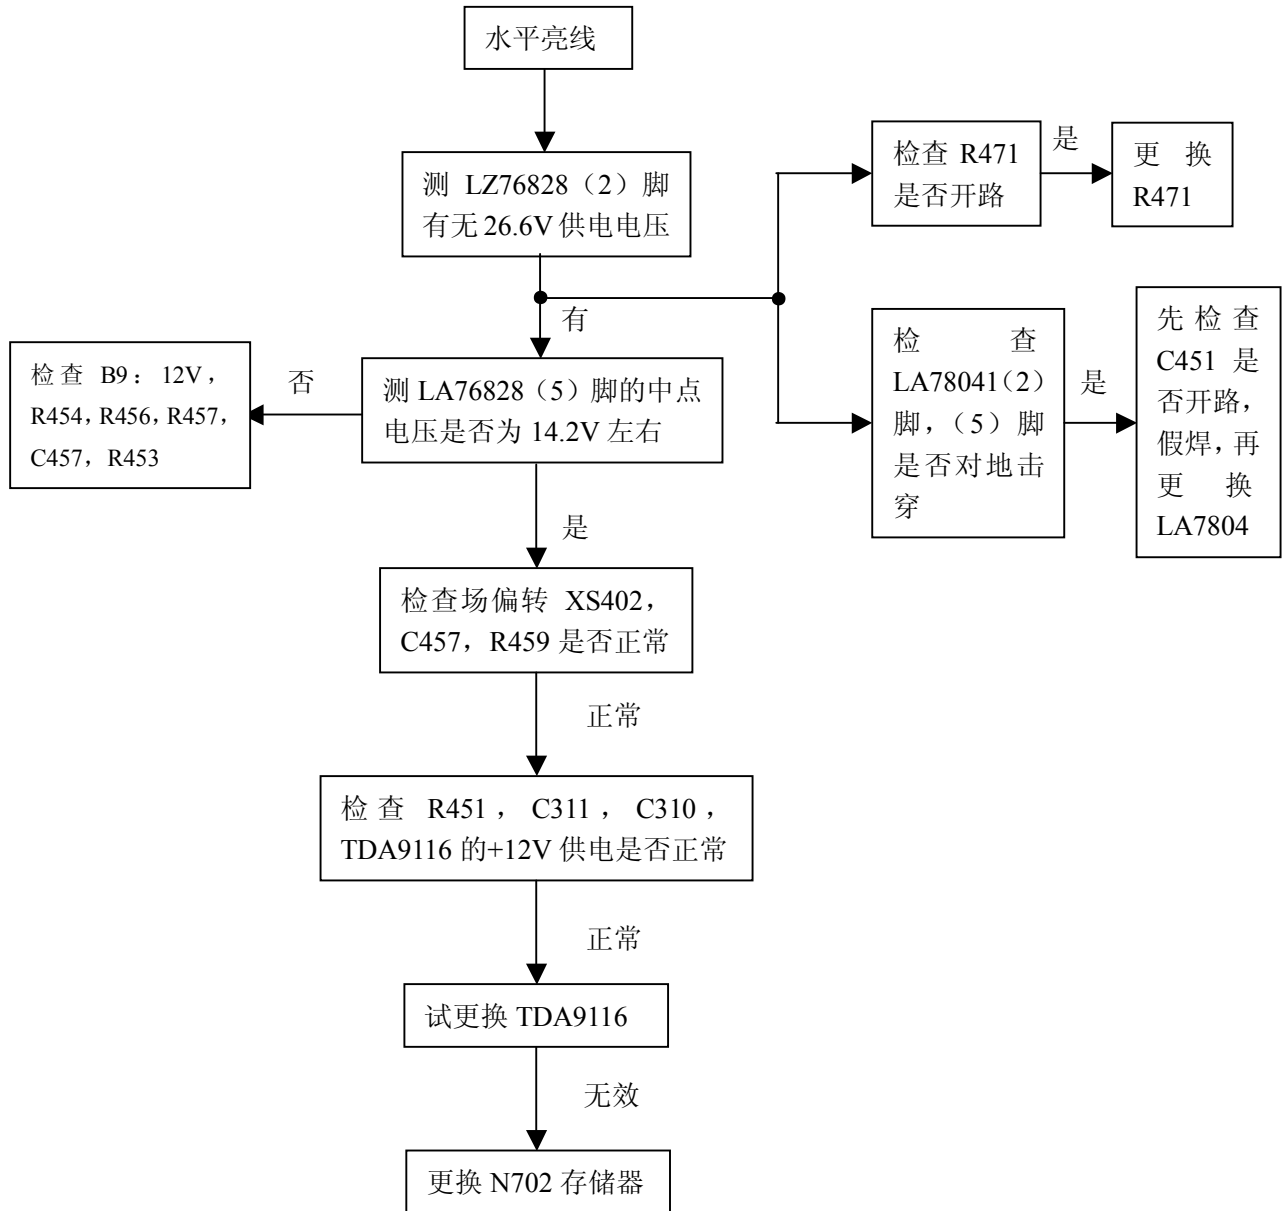 水平亮线
测 LZ76828（2）脚
有无 26.6V 供电电压
检查 R471
是否开路
是
更 换
R471
有
检 查
LA78041（2）
脚，（5）脚
是否对地击
穿
是
先检查
C451 是
否开路，
假焊，再
更 换
LA7804
测 LA76828（5）脚的中点
电压是否为 14.2V 左右
否
检查 B9：12V，
R454，R456，R457，
C457，R453
是
检查场偏转 XS402，
C457，R459 是否正常
正常
检查 R451，C311，C310，
TDA9116 的+12V 供电是否正常
正常
试更换 TDA9116
无效
更换 N702 存储器